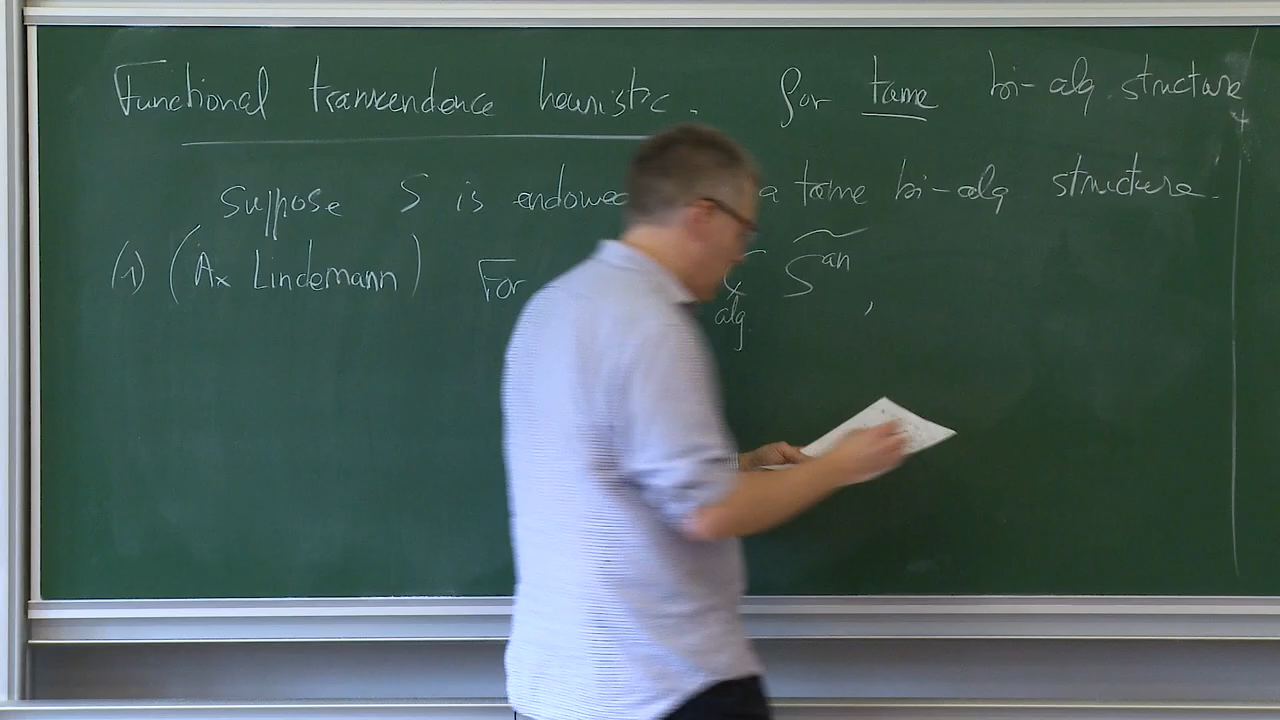 Functional transcendence heuristic. for tame bi-alg. structure
Suppose S is endowed a tame bi-alg structure.
(1) (Ax Lindemann) For S^an,
alg